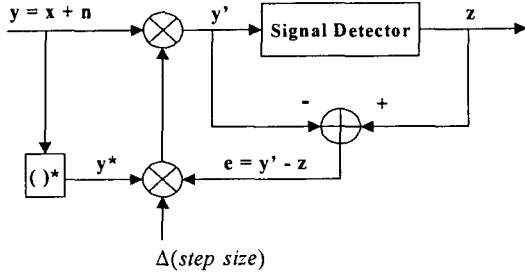 y = x + n
y'
Signal Detector
z
-
+
( )*
y*
e = y' - z
Δ(step size)